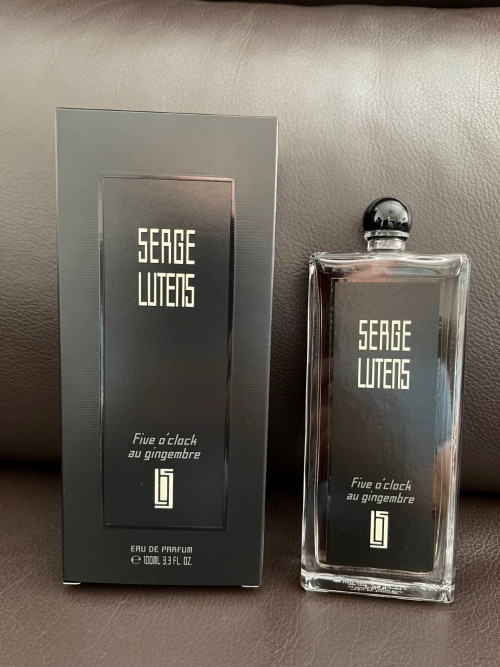 SERGE
LUTENS
Five o'clock
au gingembre
EAU DE PARFUM
℮ 100ML 3.3 FL. OZ.
SERGE
LUTENS
Five o'clock
au gingembre